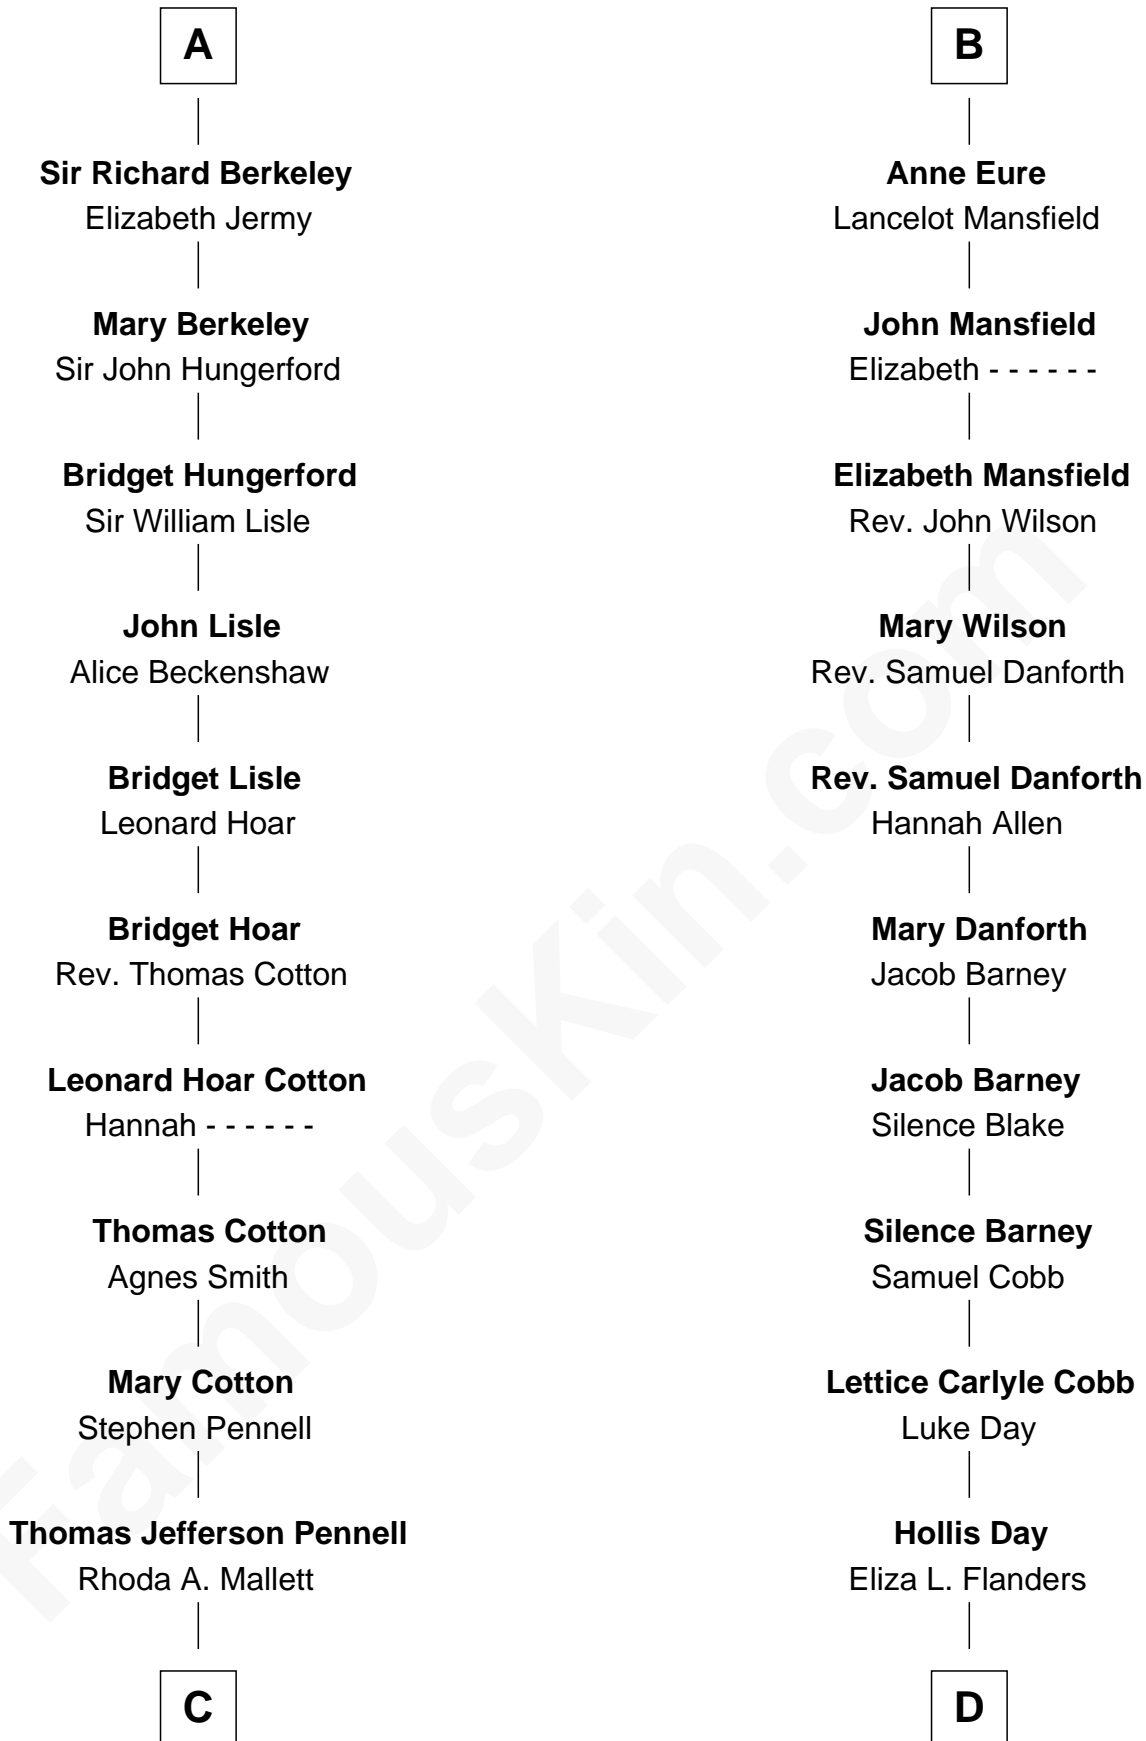 A
Sir Richard Berkeley
Elizabeth Jermy
Mary Berkeley
Sir John Hungerford
Bridget Hungerford
Sir William Lisle
John Lisle
Alice Beckenshaw
Bridget Lisle
Leonard Hoar
Bridget Hoar
Rev. Thomas Cotton
Leonard Hoar Cotton
Hannah - - - - - -
Thomas Cotton
Agnes Smith
Mary Cotton
Stephen Pennell
Thomas Jefferson Pennell
Rhoda A. Mallett
C
B
Anne Eure
Lancelot Mansfield
John Mansfield
Elizabeth - - - - - -
Elizabeth Mansfield
Rev. John Wilson
Mary Wilson
Rev. Samuel Danforth
Rev. Samuel Danforth
Hannah Allen
Mary Danforth
Jacob Barney
Jacob Barney
Silence Blake
Silence Barney
Samuel Cobb
Lettice Carlyle Cobb
Luke Day
Hollis Day
Eliza L. Flanders
D
FamousKin.com